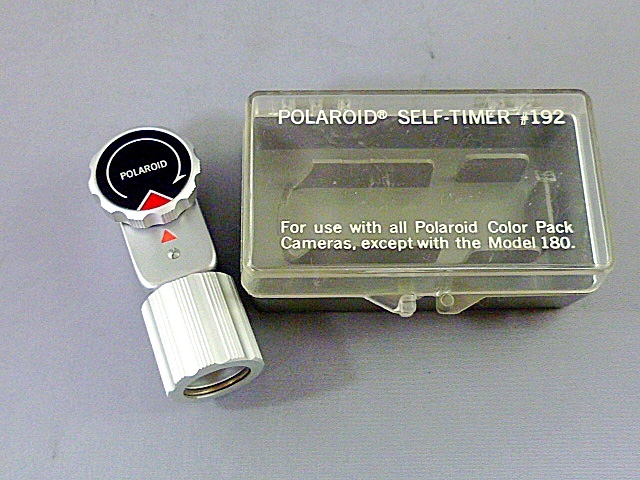 POLAROID
POLAROID® SELF-TIMER #192
For use with all Polaroid Color Pack
Cameras, except with the Model 180.